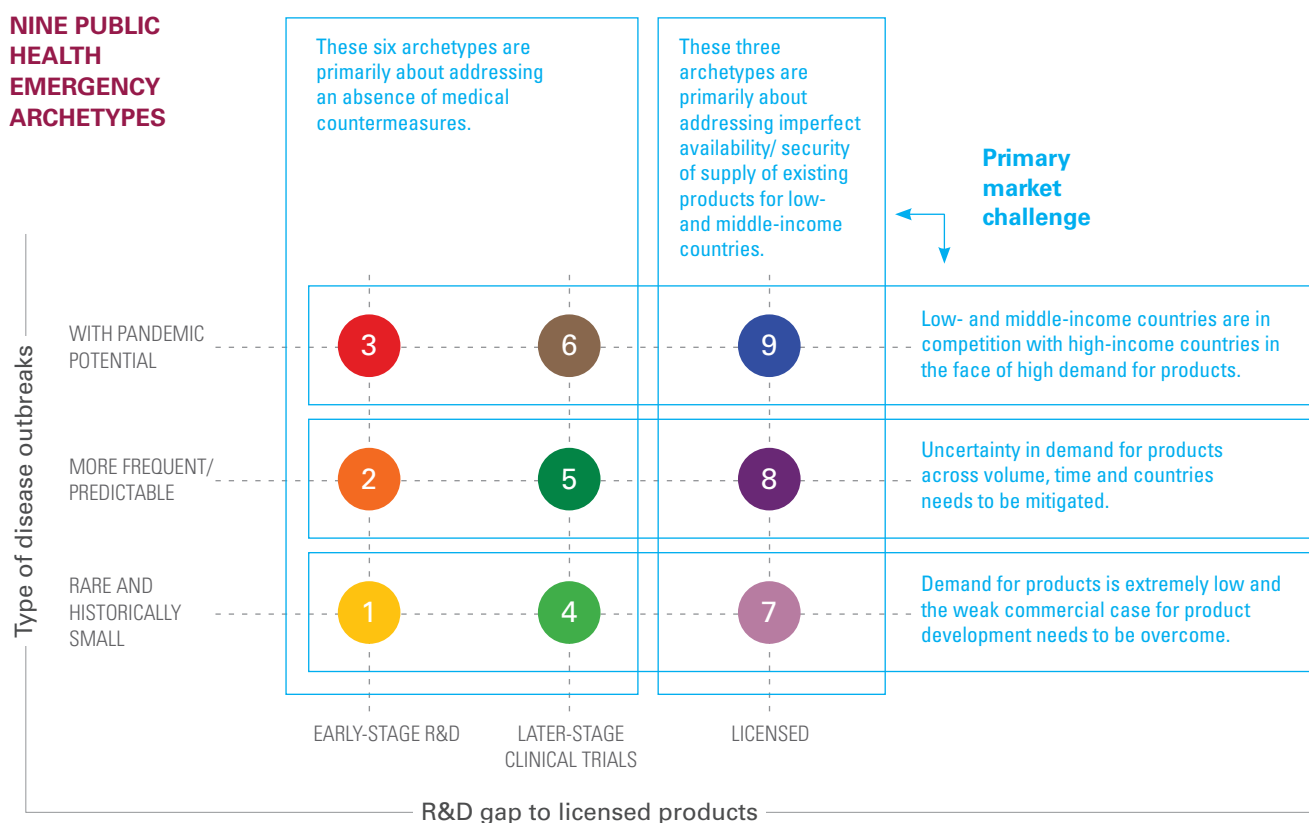 NINE PUBLIC
HEALTH
EMERGENCY
ARCHETYPES
These six archetypes are
primarily about addressing
an absence of medical
countermeasures.
These three
archetypes are
primarily about
addressing imperfect
availability/ security
of supply of existing
products for low-
and middle-income
countries.
Primary
market
challenge
Type of disease outbreaks
WITH PANDEMIC
POTENTIAL
3
6
9
Low- and middle-income countries are in
competition with high-income countries in
the face of high demand for products.
MORE FREQUENT/
PREDICTABLE
2
5
8
Uncertainty in demand for products
across volume, time and countries
needs to be mitigated.
RARE AND
HISTORICALLY
SMALL
1
4
7
Demand for products is extremely low and
the weak commercial case for product
development needs to be overcome.
EARLY-STAGE R&D
LATER-STAGE
CLINICAL TRIALS
LICENSED
R&D gap to licensed products